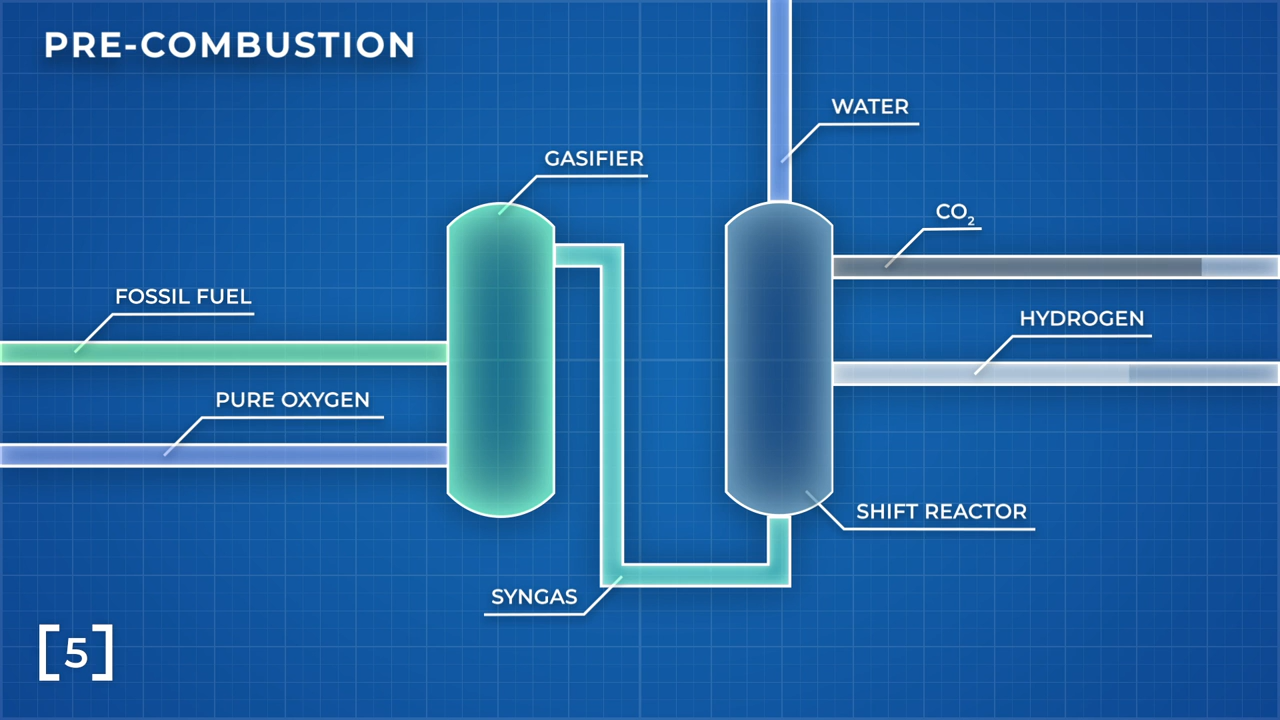 PRE-COMBUSTION
WATER
GASIFIER
CO₂
FOSSIL FUEL
HYDROGEN
PURE OXYGEN
SHIFT REACTOR
SYNGAS
[5]